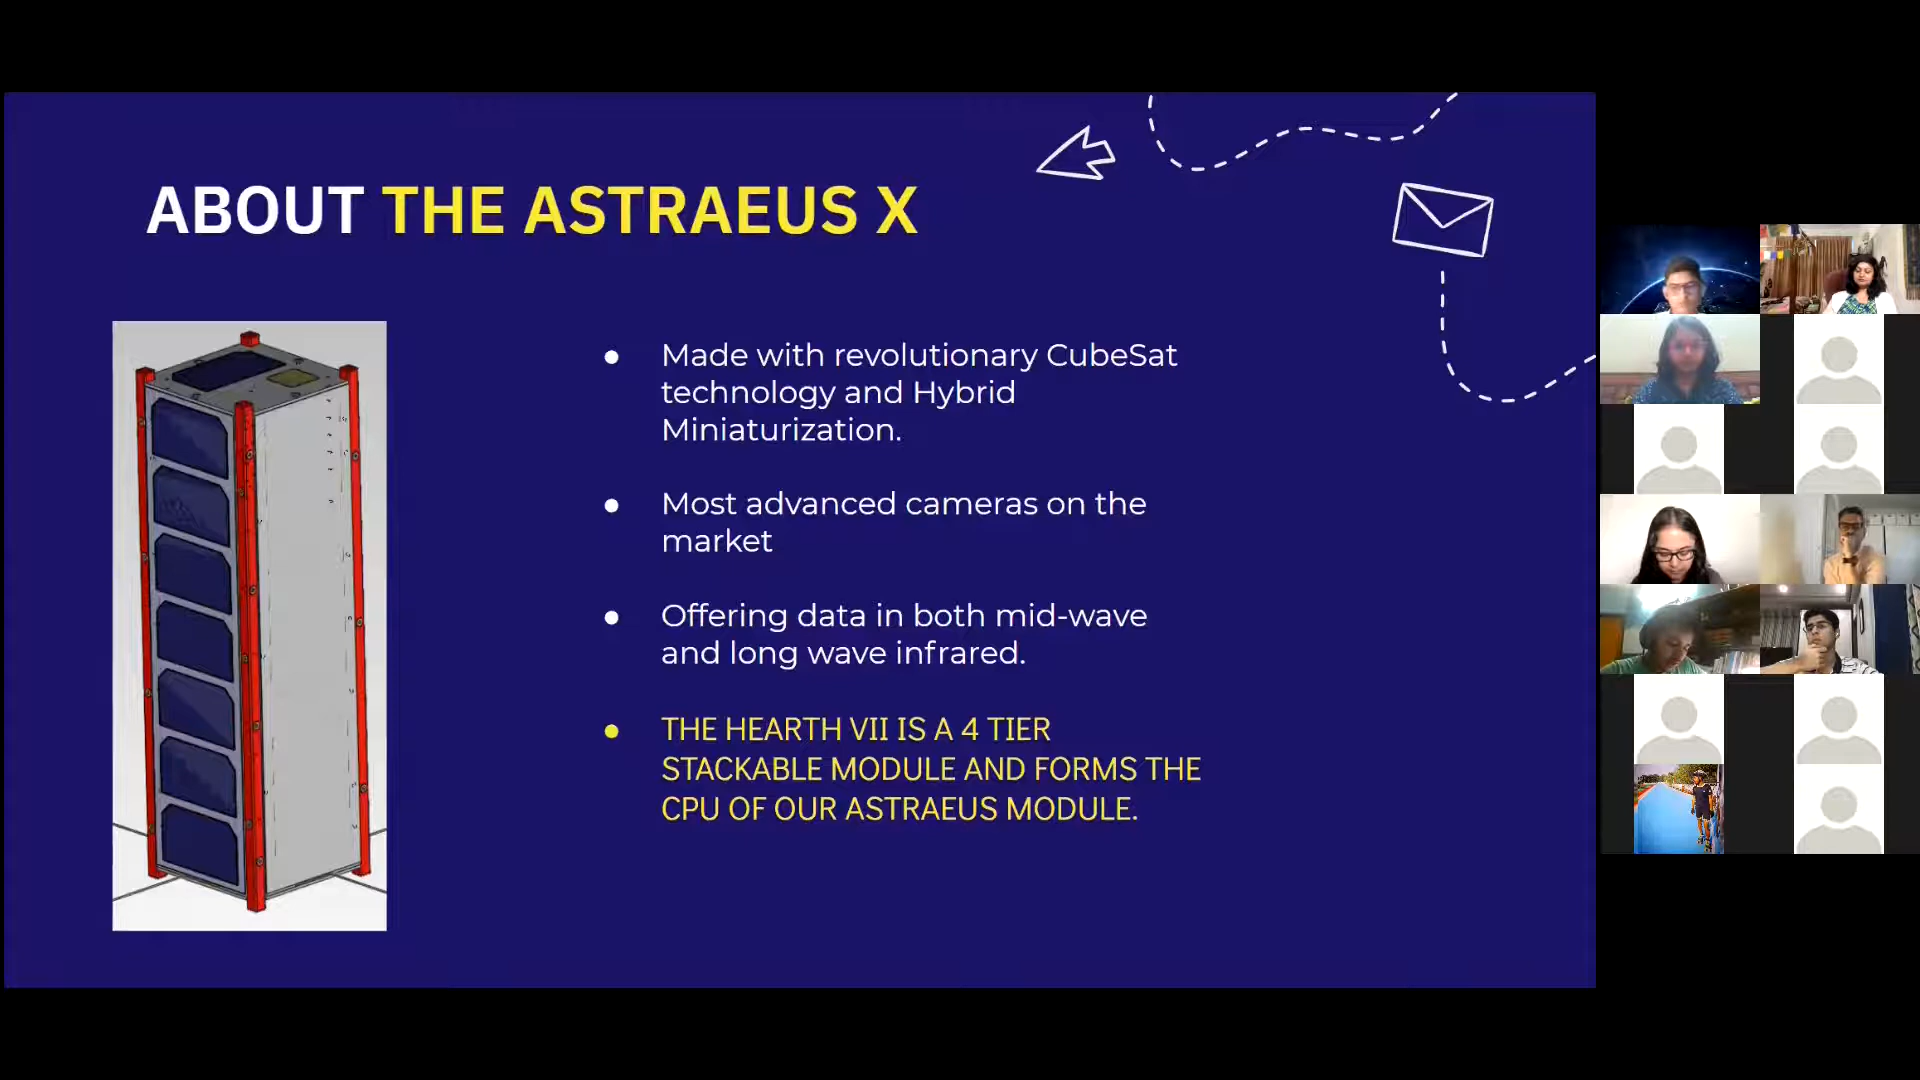 ABOUT THE ASTRAEUS X
Made with revolutionary CubeSat
technology and Hybrid
Miniaturization.
Most advanced cameras on the
market
Offering data in both mid-wave
and long wave infrared.
THE HEARTH VII IS A 4 TIER
STACKABLE MODULE AND FORMS THE
CPU OF OUR ASTRAEUS MODULE.